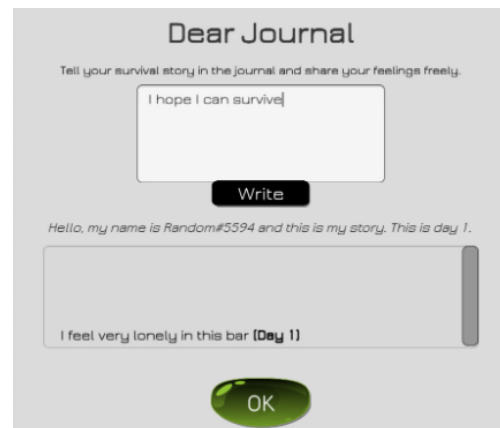 Dear Journal
Tell your survival story in the journal and share your feelings freely.
I hope I can survive
Write
Hello, my name is Random#5594 and this is my story. This is day 1.
I feel very lonely in this bar (Day 1)
OK